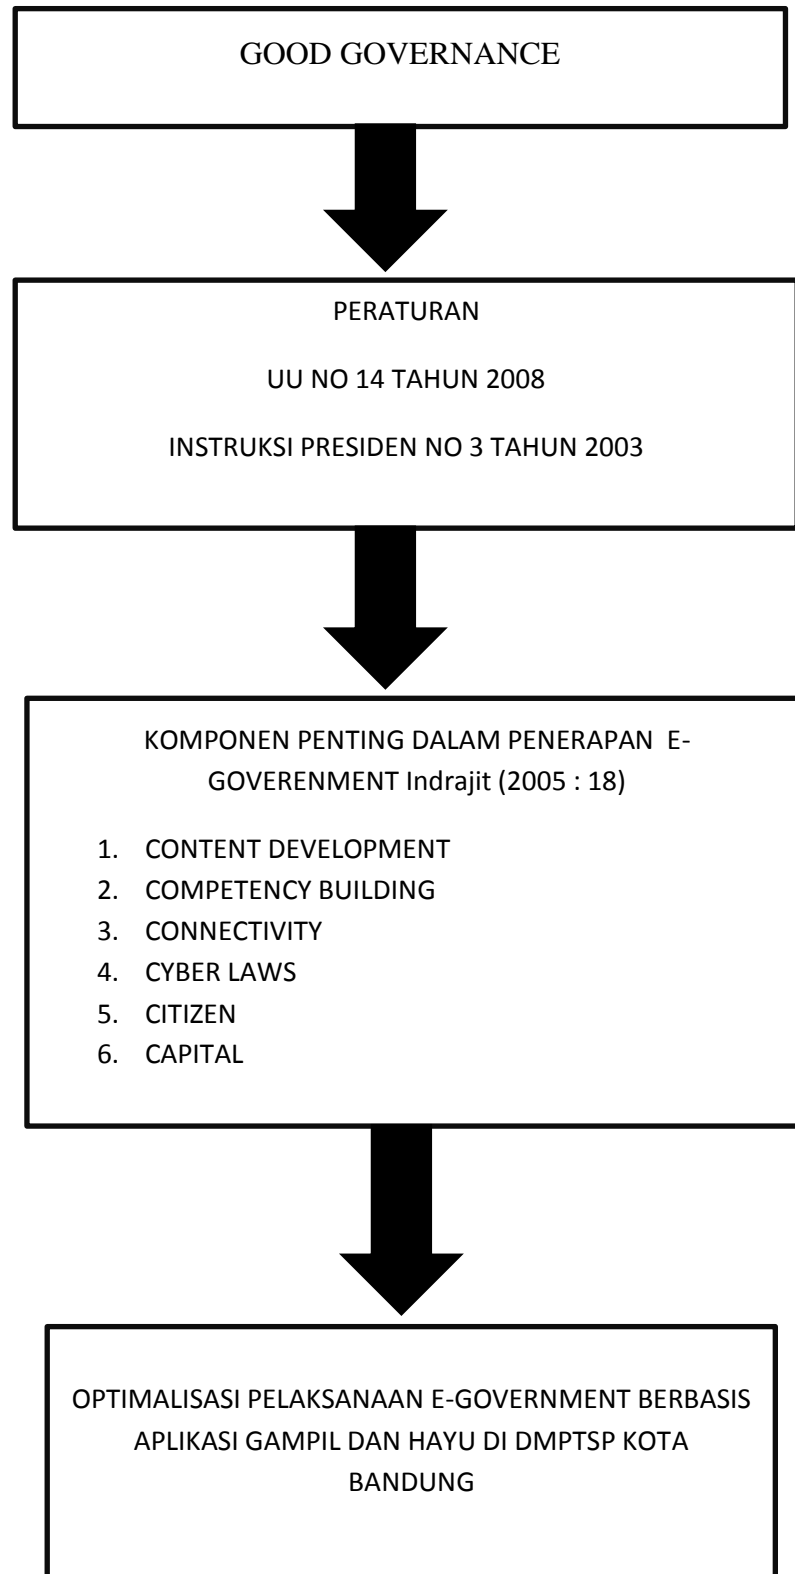 GOOD GOVERNANCE
PERATURAN
UU NO 14 TAHUN 2008
INSTRUKSI PRESIDEN NO 3 TAHUN 2003
KOMPONEN PENTING DALAM PENERAPAN E-
GOVERENMENT Indrajit (2005 : 18)
1. CONTENT DEVELOPMENT
2. COMPETENCY BUILDING
3. CONNECTIVITY
4. CYBER LAWS
5. CITIZEN
6. CAPITAL
OPTIMALISASI PELAKSANAAN E-GOVERNMENT BERBASIS
APLIKASI GAMPIL DAN HAYU DI DMPTSP KOTA
BANDUNG